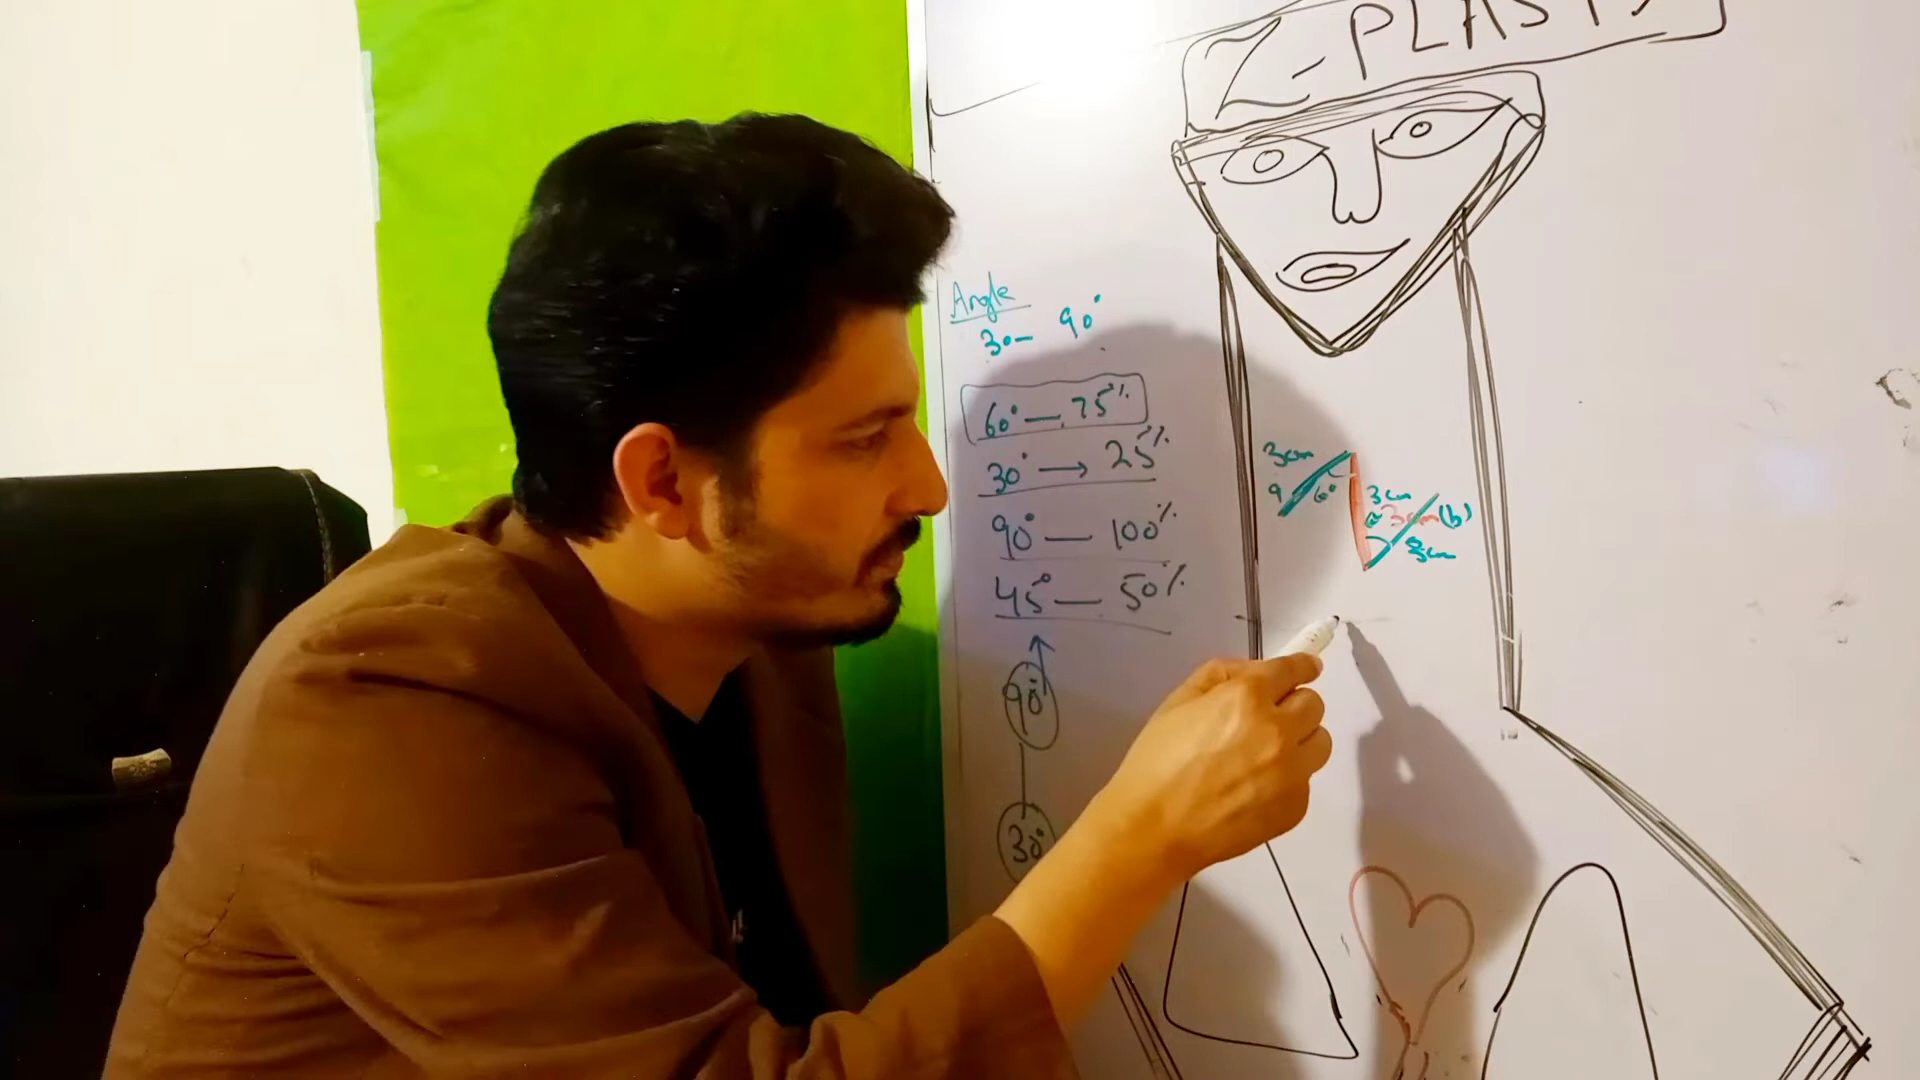 Z-PLASTY
Angle
30- 90°
60° — 75%
30° → 25%
90° — 100%
45° — 50%
90°
30°
3cm
a 60°
3cm
3cm (b)
3cm